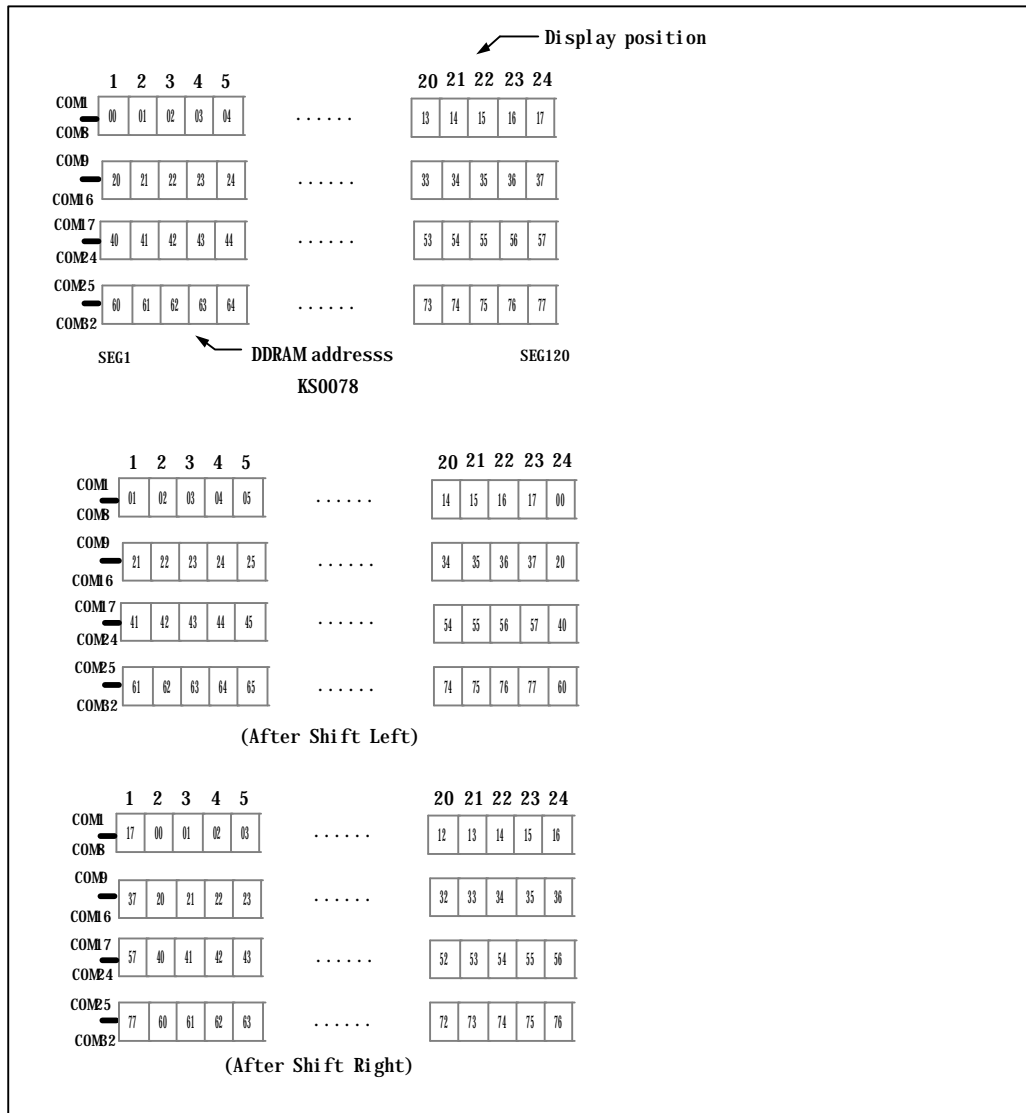 Display position
1 2 3 4 5 20 21 22 23 24
COM1
00 01 02 03 04 ...... 13 14 15 16 17
COM8
COM9
20 21 22 23 24 ...... 33 34 35 36 37
COM16
COM17
40 41 42 43 44 ...... 53 54 55 56 57
COM24
COM25
60 61 62 63 64 ...... 73 74 75 76 77
COM32
SEG1 DDRAM addresss SEG120
KS0078
1 2 3 4 5 20 21 22 23 24
COM1
01 02 03 04 05 ...... 14 15 16 17 00
COM8
COM9
21 22 23 24 25 ...... 34 35 36 37 20
COM16
COM17
41 42 43 44 45 ...... 54 55 56 57 40
COM24
COM25
61 62 63 64 65 ...... 74 75 76 77 60
COM32
(After Shift Left)
1 2 3 4 5 20 21 22 23 24
COM1
17 00 01 02 03 ...... 12 13 14 15 16
COM8
COM9
37 20 21 22 23 ...... 32 33 34 35 36
COM16
COM17
57 40 41 42 43 ...... 52 53 54 55 56
COM24
COM25
77 60 61 62 63 ...... 72 73 74 75 76
COM32
(After Shift Right)